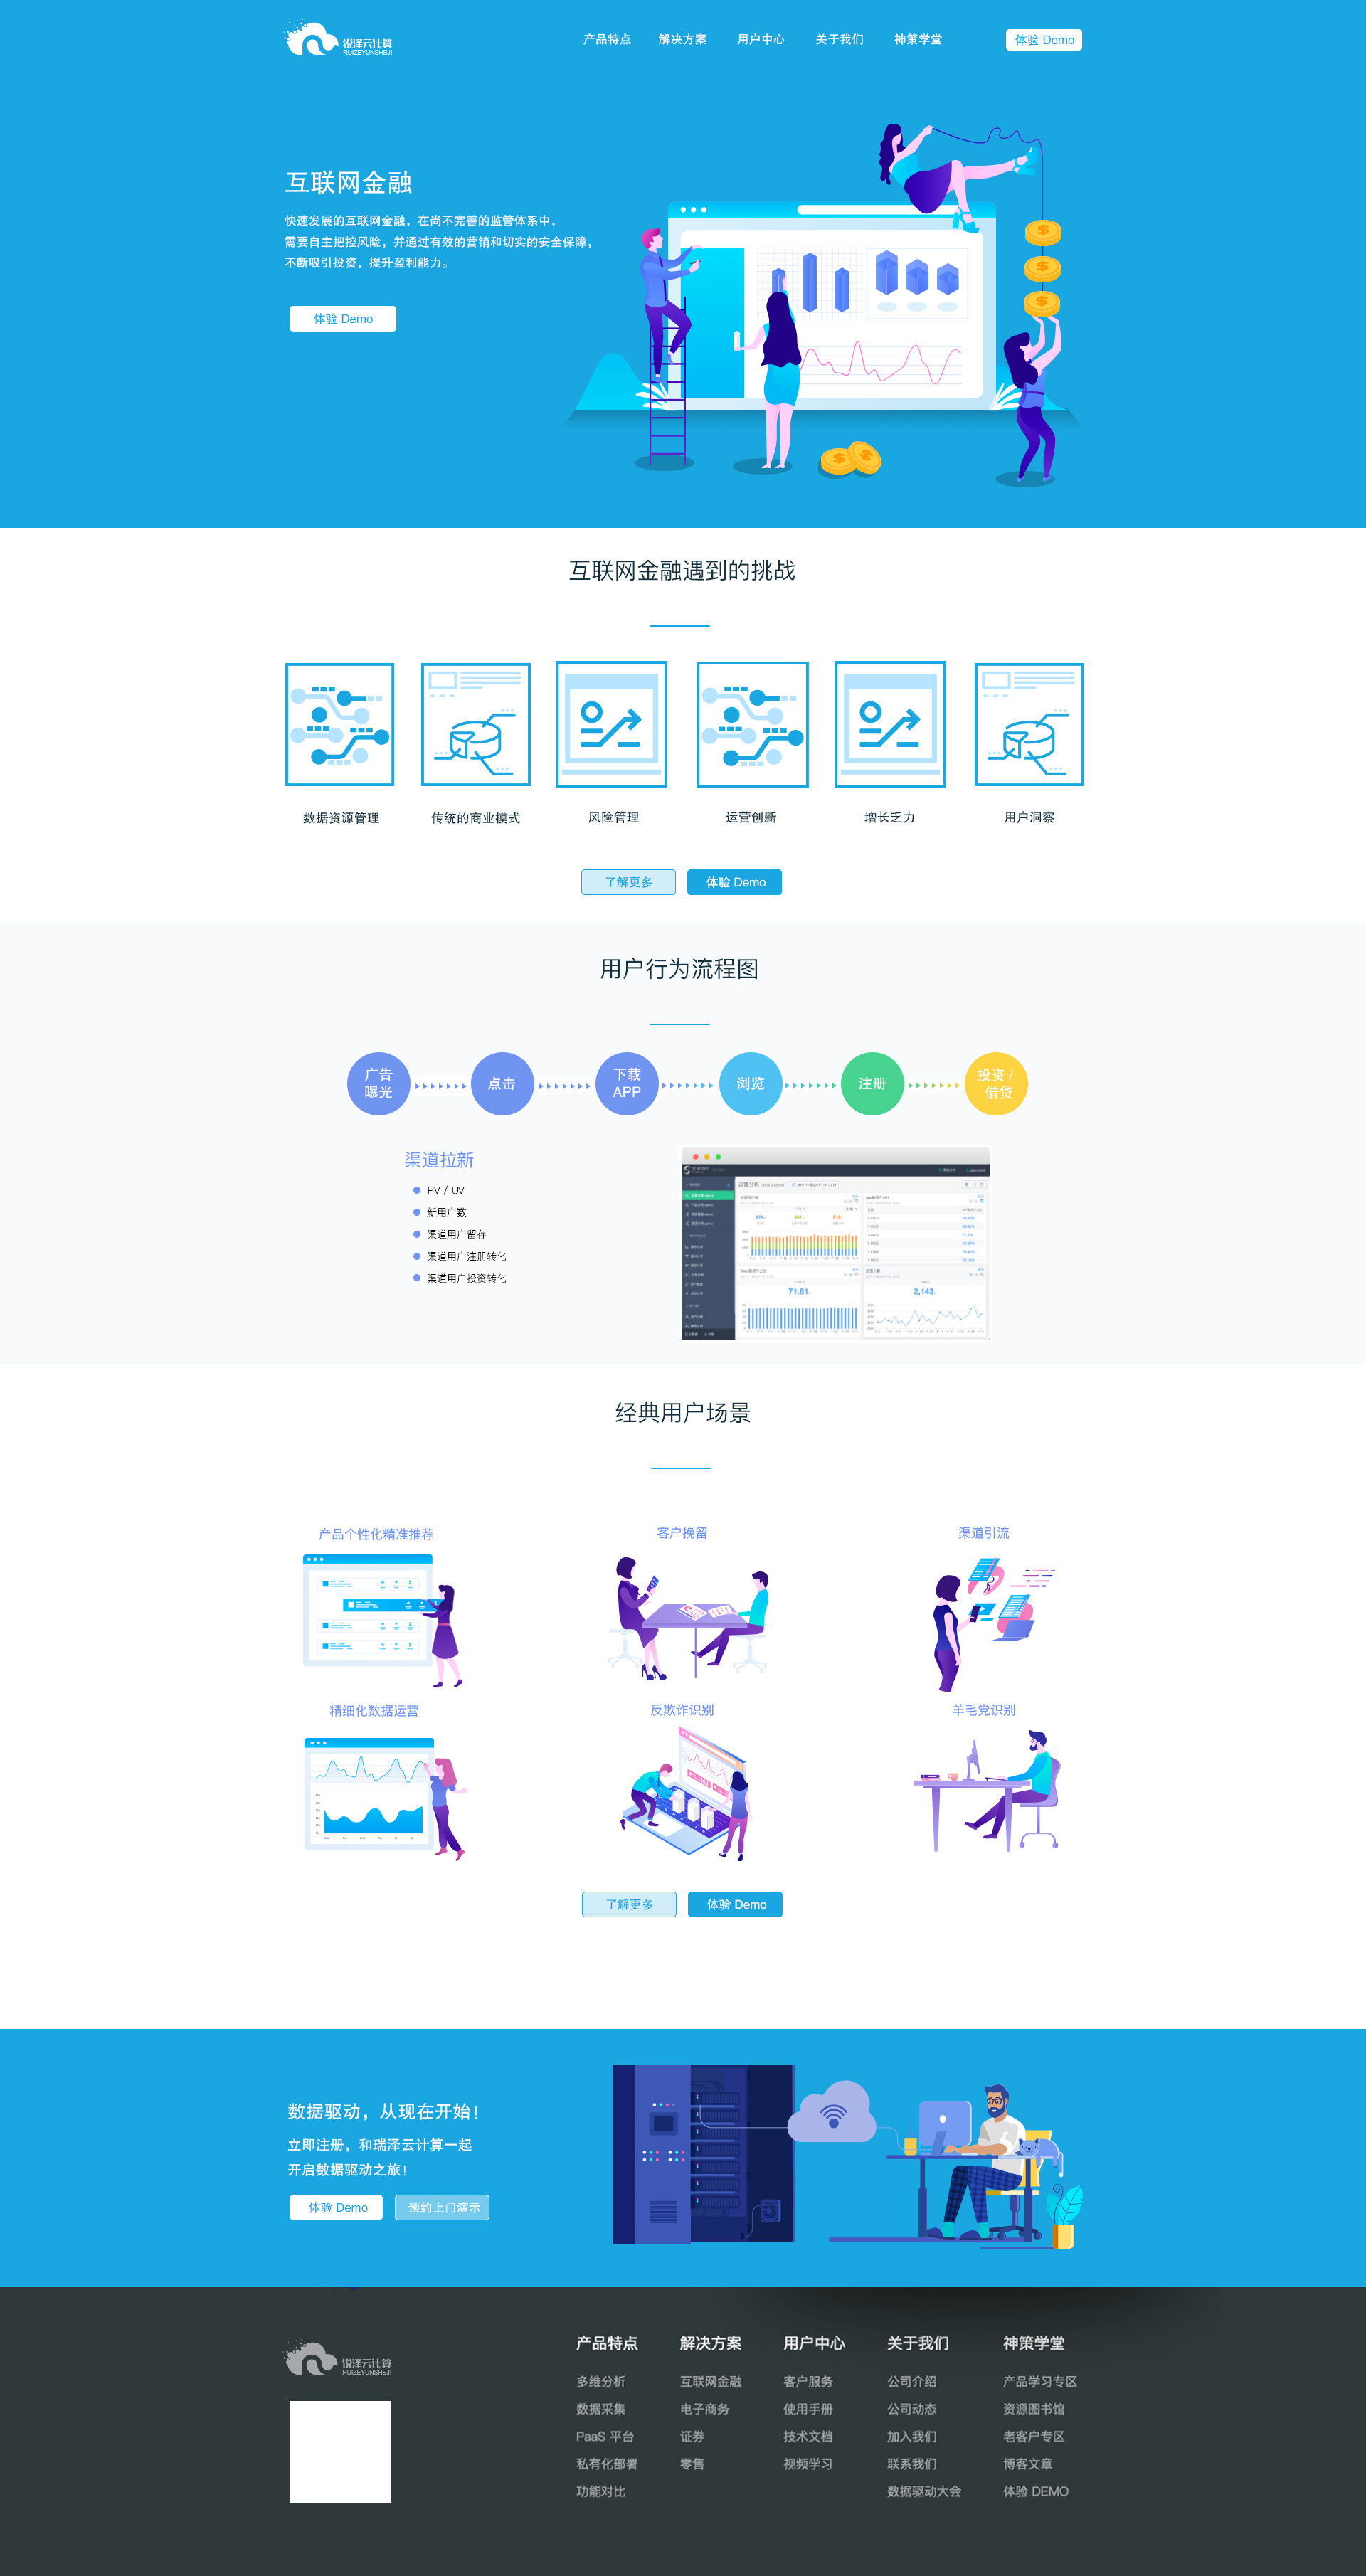 锐泽云计算
RUIZEYUNSHEJI
产品特点 解决方案 用户中心 关于我们 神策学堂 体验 Demo
互联网金融
快速发展的互联网金融，在尚不完善的监管体系中，
需要自主把控风险，并通过有效的营销和切实的安全保障，
不断吸引投资，提升盈利能力。
体验 Demo
互联网金融遇到的挑战
数据资源管理 传统的商业模式 风险管理 运营创新 增长乏力 用户洞察
了解更多 体验 Demo
用户行为流程图
广告
曝光
点击
下载
APP
浏览
注册
投资 /
借贷
渠道拉新
PV / UV
新用户数
渠道用户留存
渠道用户注册转化
渠道用户投资转化
运营分析
71.81
2,143
经典用户场景
产品个性化精准推荐 客户挽留 渠道引流
精细化数据运营 反欺诈识别 羊毛党识别
了解更多 体验 Demo
数据驱动，从现在开始！
立即注册，和瑞泽云计算一起
开启数据驱动之旅！
体验 Demo 预约上门演示
锐泽云计算
RUIZEYUNSHEJI
产品特点 解决方案 用户中心 关于我们 神策学堂
多维分析 互联网金融 客户服务 公司介绍 产品学习专区
数据采集 电子商务 使用手册 公司动态 资源图书馆
PaaS 平台 证券 技术文档 加入我们 老客户专区
私有化部署 零售 视频学习 联系我们 博客文章
功能对比 数据驱动大会 体验 DEMO